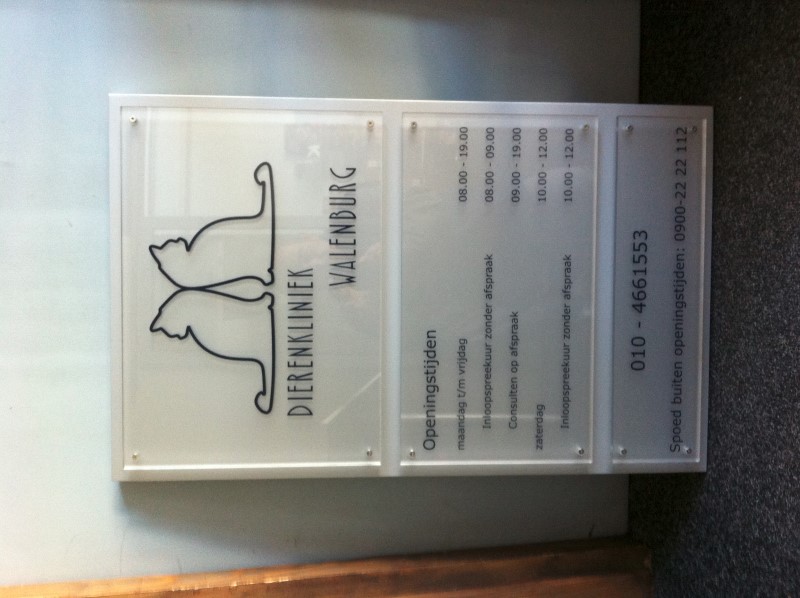 DIERENKLINIEK
WALENBURG
Openingstijden
maandag t/m vrijdag 08.00 - 19.00
Inloopspreekuur zonder afspraak 08.00 - 09.00
Consulten op afspraak 09.00 - 19.00
zaterdag 10.00 - 12.00
Inloopspreekuur zonder afspraak 10.00 - 12.00
010 - 4661553
Spoed buiten openingstijden: 0900-22 22 112